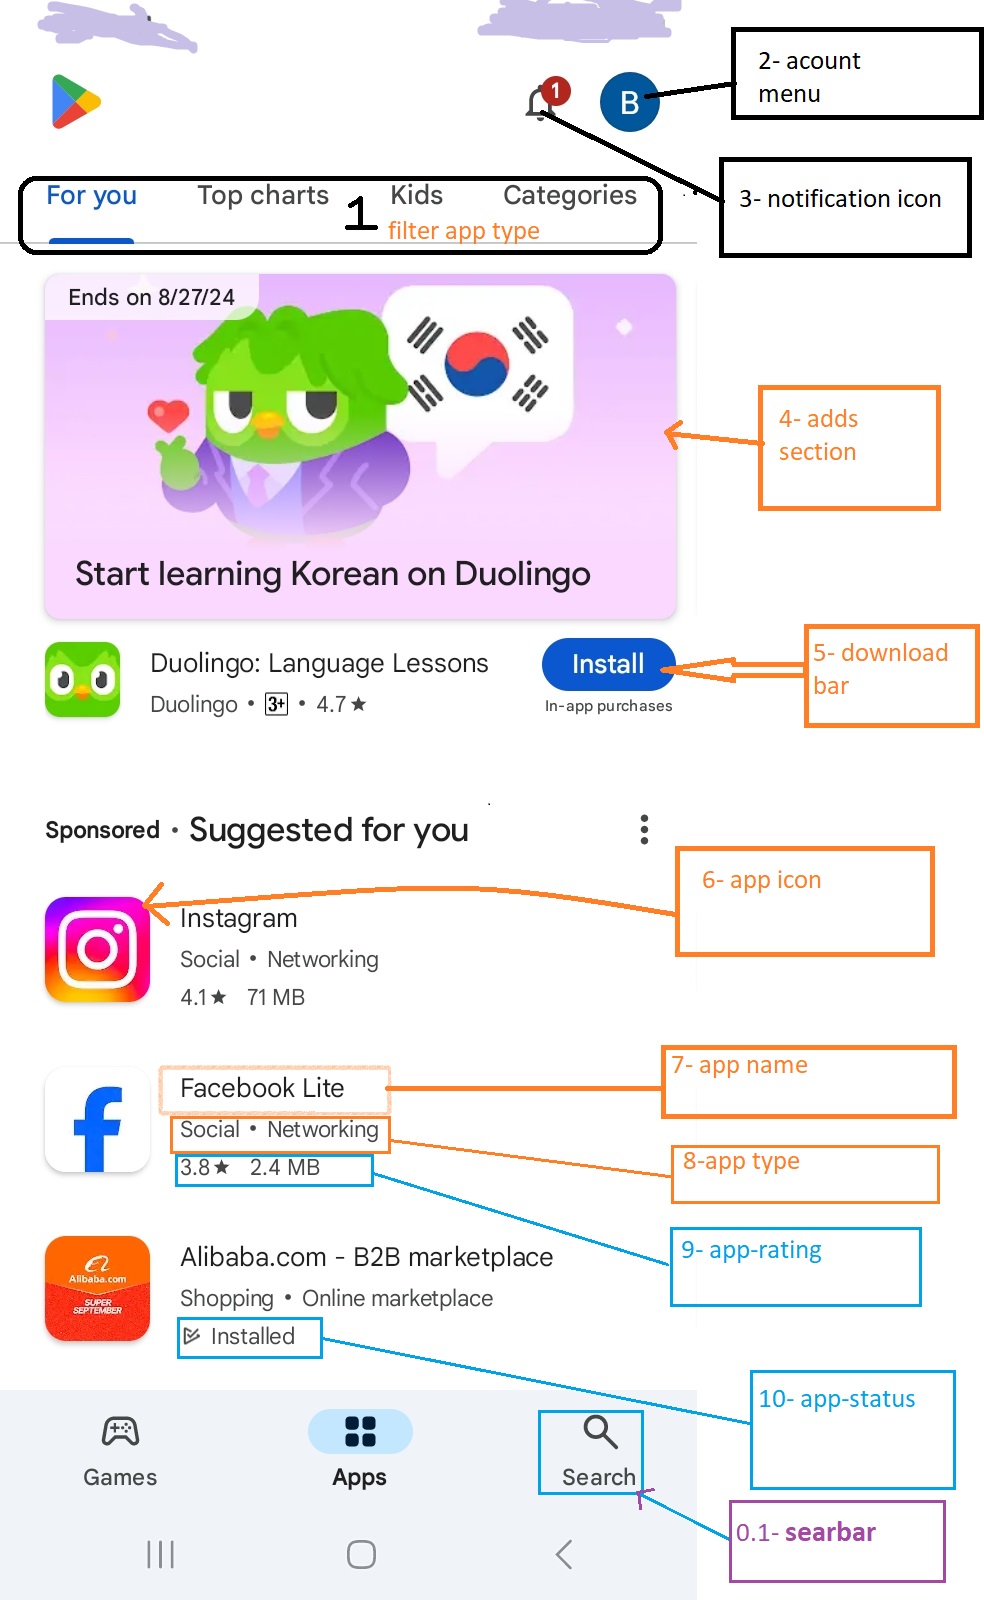 2- acount
menu
1
B
3- notification icon
For you Top charts Kids Categories
1 filter app type
Ends on 8/27/24
4- adds
section
Start learning Korean on Duolingo
Duolingo: Language Lessons
Install
Duolingo • 3+ • 4.7★
In-app purchases
5- download
bar
Sponsored • Suggested for you
6- app icon
Instagram
Social • Networking
4.1★ 71 MB
Facebook Lite
7- app name
Social • Networking
8-app type
3.8★ 2.4 MB
9- app-rating
Alibaba.com
SUPER
SEPTEMBER
Alibaba.com - B2B marketplace
Shopping • Online marketplace
Installed
10- app-status
Games Apps Search
0.1- searbar